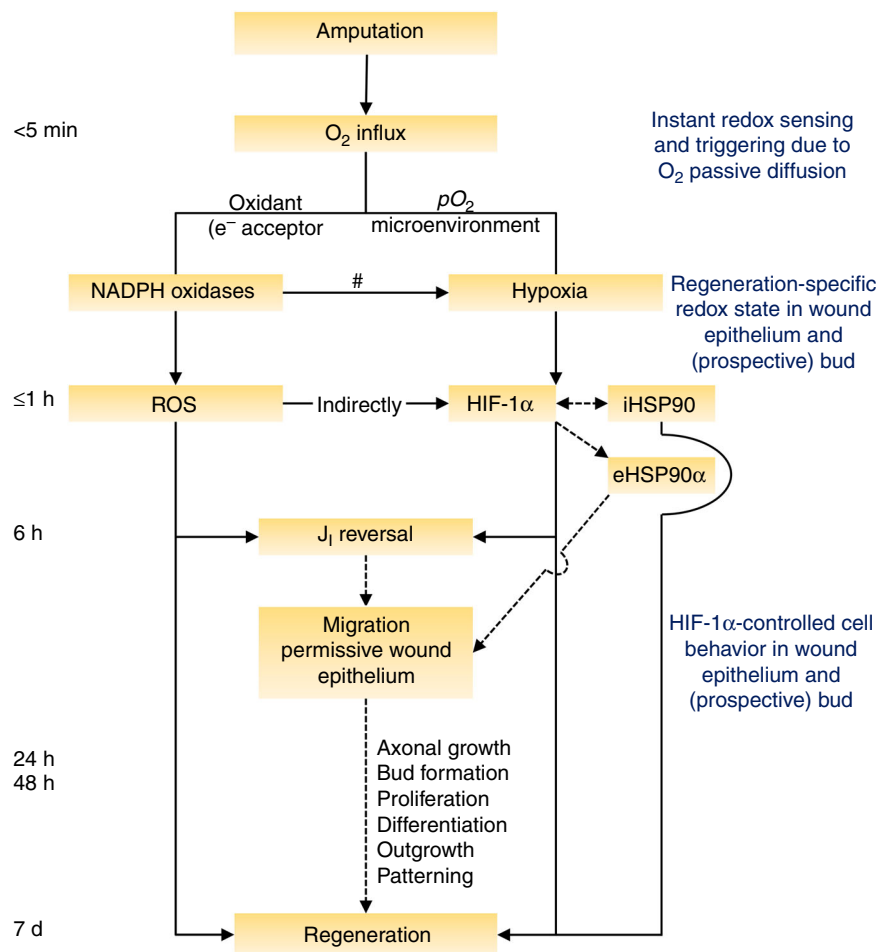 Amputation
<5 min
O₂ influx
Instant redox sensing
and triggering due to
O₂ passive diffusion
Oxidant
(e⁻ acceptor
pO₂
microenvironment
NADPH oxidases
#
Hypoxia
Regeneration-specific
redox state in wound
epithelium and
(prospective) bud
≤1 h
ROS
Indirectly
HIF-1α
iHSP90
eHSP90α
6 h
J_I reversal
Migration
permissive wound
epithelium
HIF-1α-controlled cell
behavior in wound
epithelium and
(prospective) bud
24 h
48 h
Axonal growth
Bud formation
Proliferation
Differentiation
Outgrowth
Patterning
7 d
Regeneration